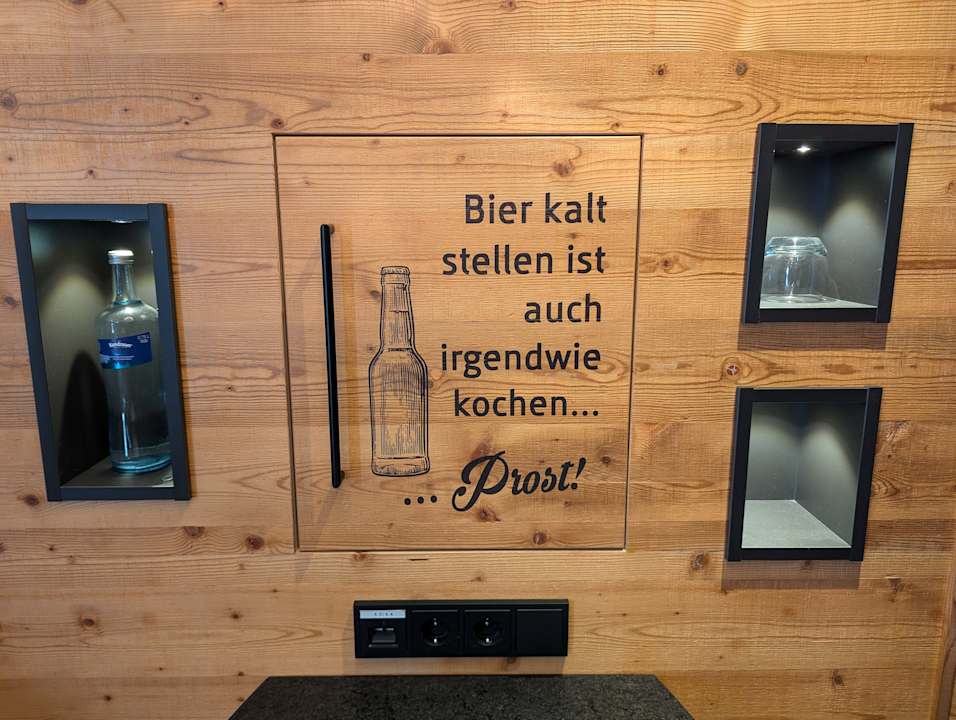 Bier kalt
stellen ist
auch
irgendwie
kochen...
... Prost!